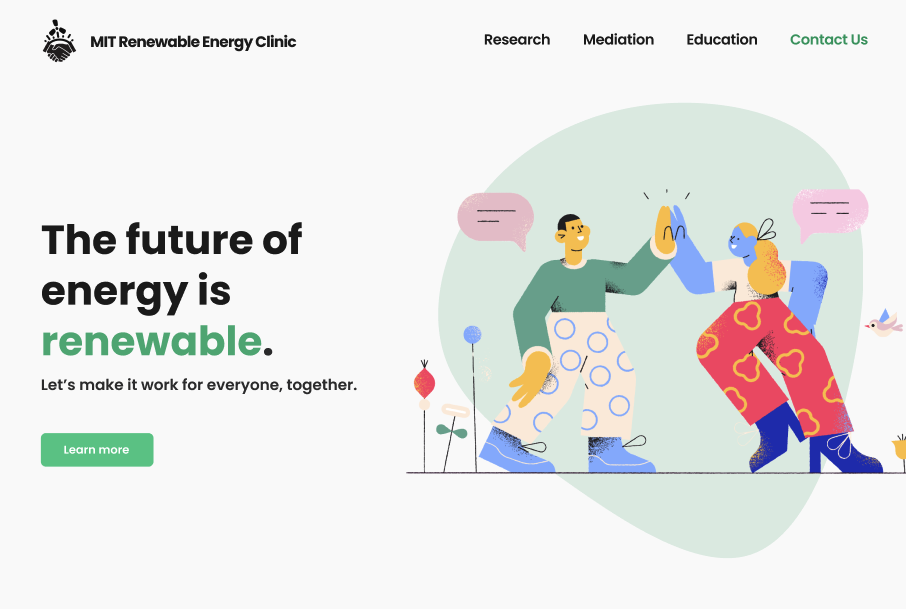 MIT Renewable Energy Clinic
Research
Mediation
Education
Contact Us
The future of
energy is
renewable.
Let's make it work for everyone, together.
Learn more